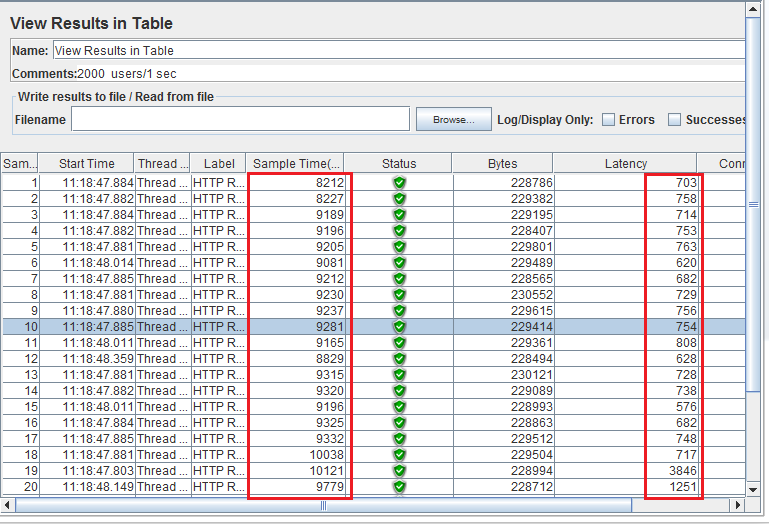 View Results in Table
Name: View Results in Table
Comments:2000 users/1 sec
Write results to file / Read from file
Filename Browse... Log/Display Only: Errors Successes
Sam... Start Time Thread ... Label Sample Time(... Status Bytes Latency Conn
1 11:18:47.884 Thread ... HTTP R... 8212 228786 703
2 11:18:47.882 Thread ... HTTP R... 8227 229382 758
3 11:18:47.884 Thread ... HTTP R... 9189 229195 714
4 11:18:47.882 Thread ... HTTP R... 9196 228407 753
5 11:18:47.881 Thread ... HTTP R... 9205 229801 763
6 11:18:48.014 Thread ... HTTP R... 9081 229489 620
7 11:18:47.885 Thread ... HTTP R... 9212 228565 682
8 11:18:47.881 Thread ... HTTP R... 9230 230552 729
9 11:18:47.880 Thread ... HTTP R... 9237 229615 756
10 11:18:47.885 Thread ... HTTP R... 9281 229414 754
11 11:18:48.011 Thread ... HTTP R... 9165 229361 808
12 11:18:48.359 Thread ... HTTP R... 8829 228494 628
13 11:18:47.881 Thread ... HTTP R... 9315 230121 728
14 11:18:47.882 Thread ... HTTP R... 9320 229089 738
15 11:18:48.011 Thread ... HTTP R... 9196 228993 576
16 11:18:47.884 Thread ... HTTP R... 9325 228863 682
17 11:18:47.885 Thread ... HTTP R... 9332 229512 748
18 11:18:47.881 Thread ... HTTP R... 10038 229504 717
19 11:18:47.803 Thread ... HTTP R... 10121 228994 3846
20 11:18:48.149 Thread ... HTTP R... 9779 228712 1251